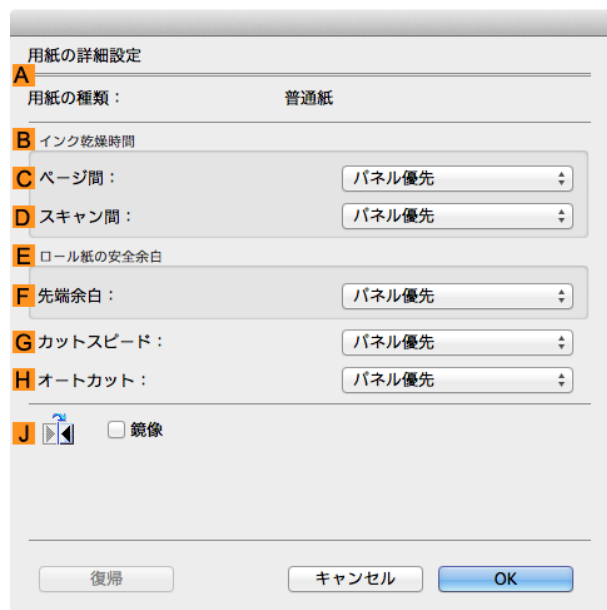 用紙の詳細設定
A
用紙の種類： 普通紙
B インク乾燥時間
C ページ間： パネル優先
D スキャン間： パネル優先
E ロール紙の安全余白
F 先端余白： パネル優先
G カットスピード： パネル優先
H オートカット： パネル優先
J 鏡像
復帰 キャンセル OK